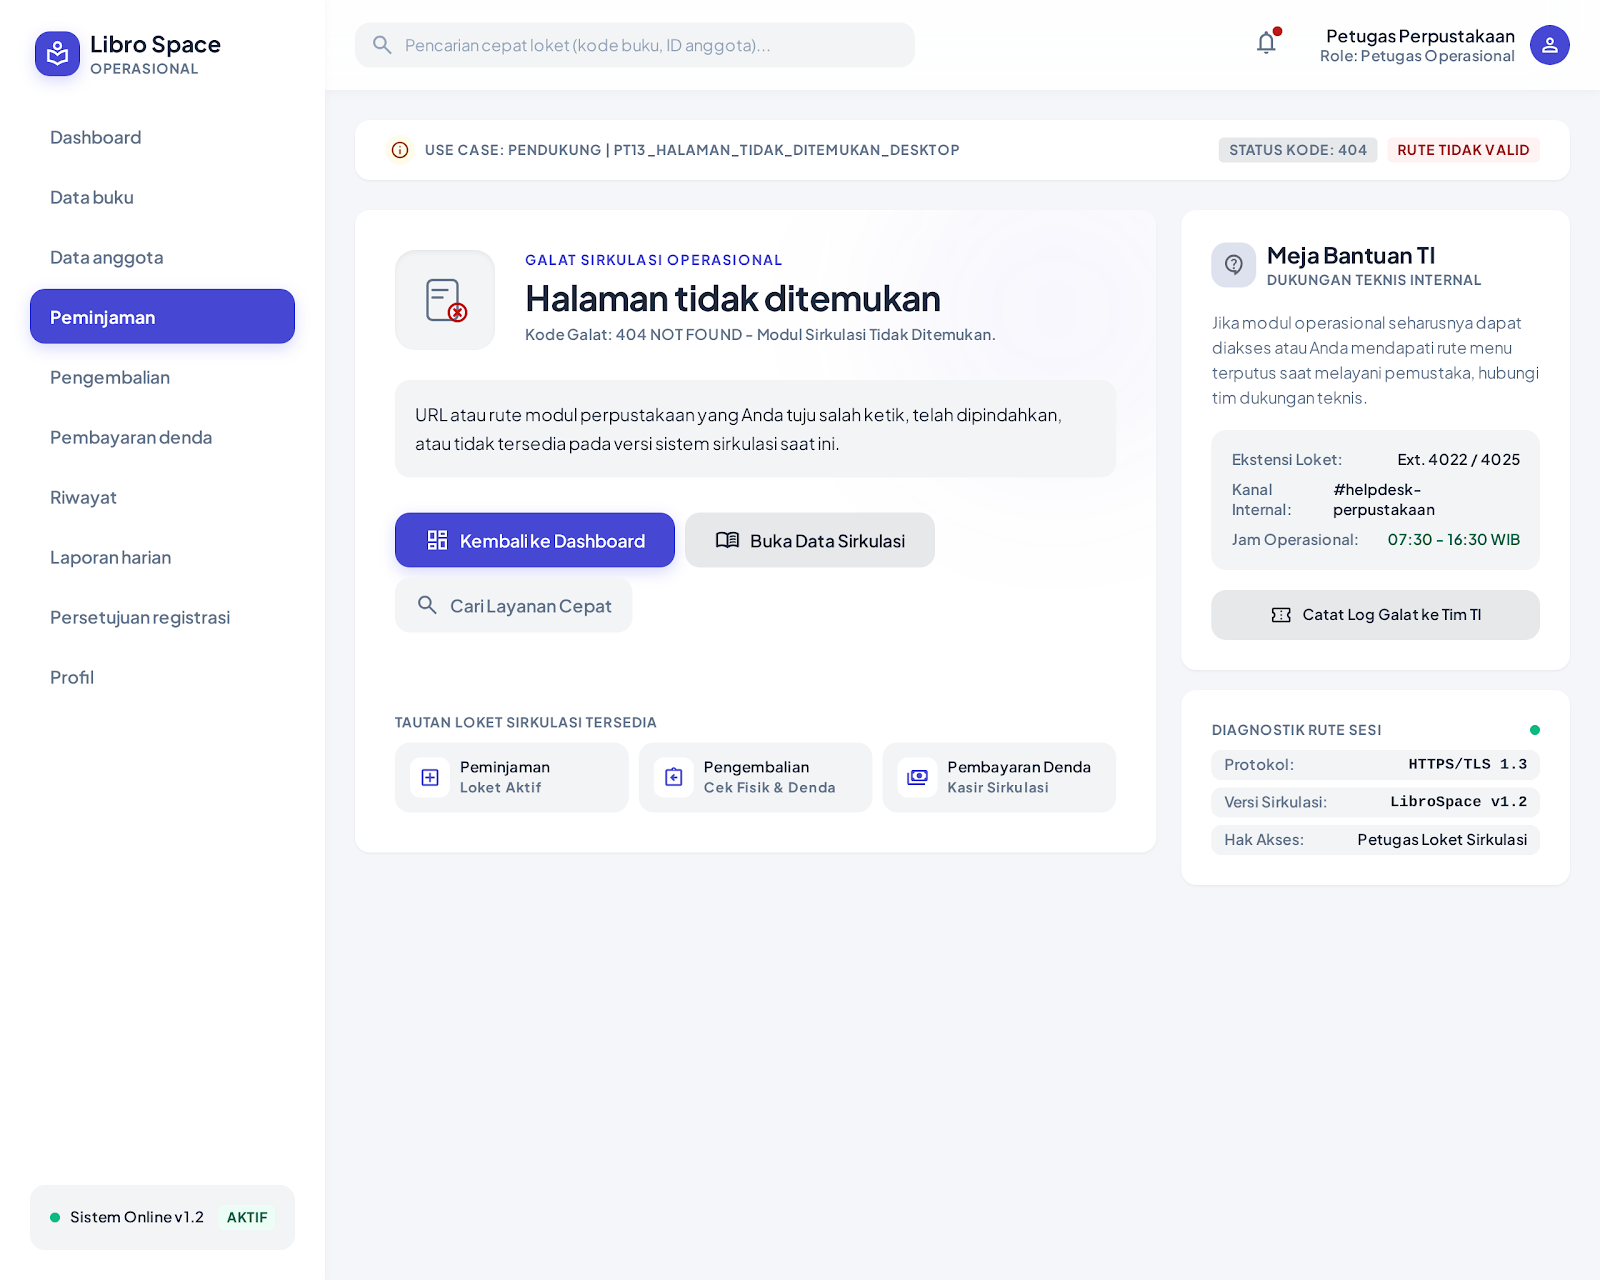 Libro Space
OPERASIONAL
Dashboard
Data buku
Data anggota
Peminjaman
Pengembalian
Pembayaran denda
Riwayat
Laporan harian
Persetujuan registrasi
Profil
Sistem Online v1.2
AKTIF
Pencarian cepat loket (kode buku, ID anggota)...
Petugas Perpustakaan
Role: Petugas Operasional
USE CASE: PENDUKUNG | PT13_HALAMAN_TIDAK_DITEMUKAN_DESKTOP
STATUS KODE: 404
RUTE TIDAK VALID
GALAT SIRKULASI OPERASIONAL
Halaman tidak ditemukan
Kode Galat: 404 NOT FOUND - Modul Sirkulasi Tidak Ditemukan.
URL atau rute modul perpustakaan yang Anda tuju salah ketik, telah dipindahkan,
atau tidak tersedia pada versi sistem sirkulasi saat ini.
Kembali ke Dashboard
Buka Data Sirkulasi
Cari Layanan Cepat
TAUTAN LOKET SIRKULASI TERSEDIA
Peminjaman
Loket Aktif
Pengembalian
Cek Fisik & Denda
Pembayaran Denda
Kasir Sirkulasi
Meja Bantuan TI
DUKUNGAN TEKNIS INTERNAL
Jika modul operasional seharusnya dapat
diakses atau Anda mendapati rute menu
terputus saat melayani pemustaka, hubungi
tim dukungan teknis.
Ekstensi Loket: Ext. 4022 / 4025
Kanal Internal: #helpdesk-perpustakaan
Jam Operasional: 07:30 - 16:30 WIB
Catat Log Galat ke Tim TI
DIAGNOSTIK RUTE SESI
Protokol: HTTPS/TLS 1.3
Versi Sirkulasi: LibroSpace v1.2
Hak Akses: Petugas Loket Sirkulasi